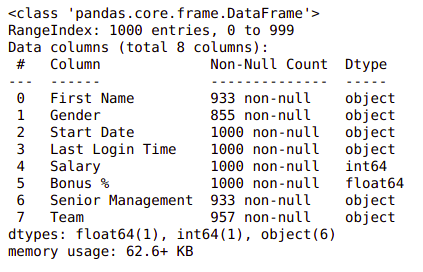 <class 'pandas.core.frame.DataFrame'>
RangeIndex: 1000 entries, 0 to 999
Data columns (total 8 columns):
 #   Column             Non-Null Count  Dtype
---  ------             --------------  -----
 0   First Name         933 non-null    object
 1   Gender             855 non-null    object
 2   Start Date         1000 non-null   object
 3   Last Login Time    1000 non-null   object
 4   Salary             1000 non-null   int64
 5   Bonus %            1000 non-null   float64
 6   Senior Management  933 non-null    object
 7   Team               957 non-null    object
dtypes: float64(1), int64(1), object(6)
memory usage: 62.6+ KB